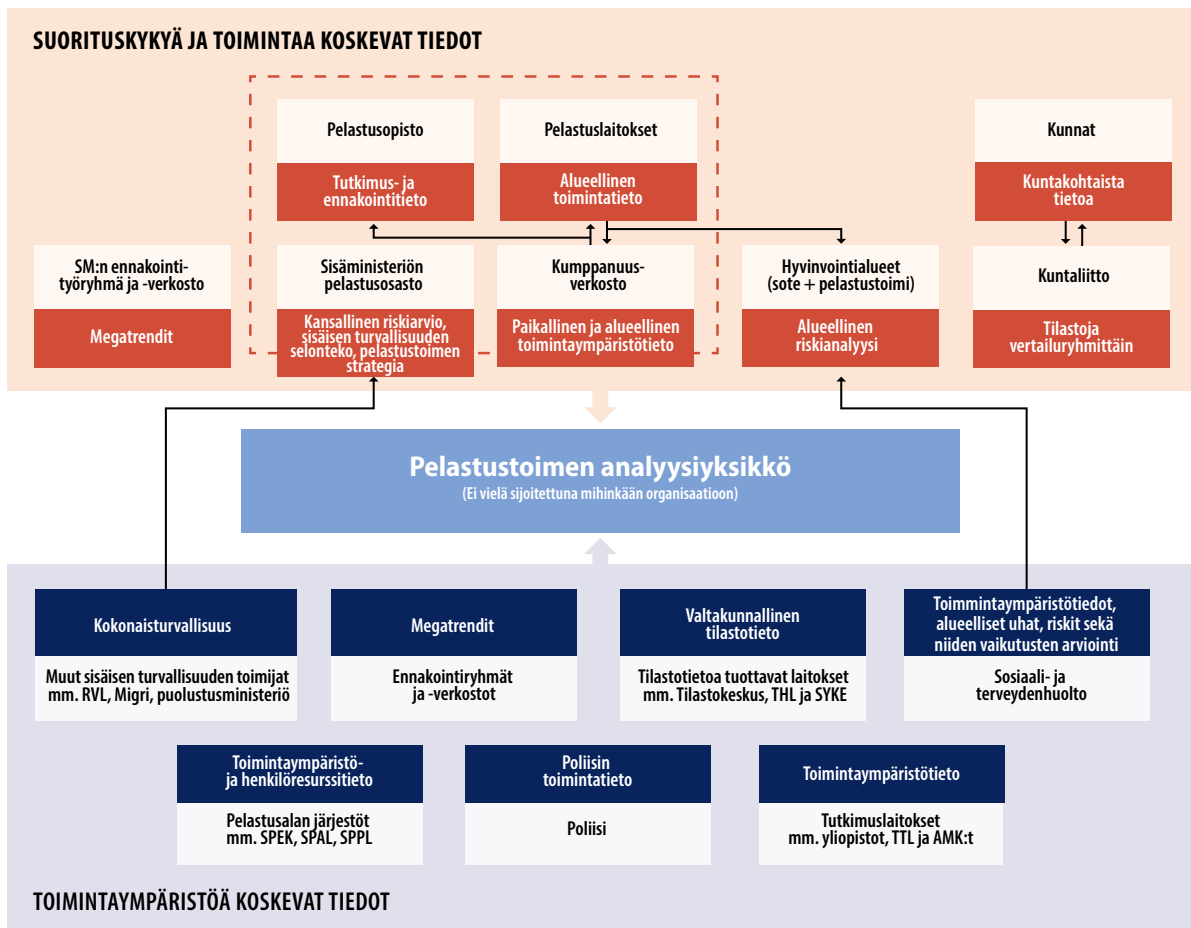 SUORITUSKYKYÄ JA TOIMINTAA KOSKEVAT TIEDOT
Pelastusopisto
Tutkimus- ja
ennakointitieto
Pelastuslaitokset
Alueellinen
toimintatieto
Kunnat
Kuntakohtaista
tietoa
SM:n ennakointi-
työryhmä ja -verkosto
Megatrendit
Sisäministeriön
pelastusosasto
Kansallinen riskiarvio,
sisäisen turvallisuuden
selonteko, pelastustoimen
strategia
Kumppanuus-
verkosto
Paikallinen ja alueellinen
toimintaympäristötieto
Hyvinvointialueet
(sote + pelastustoimi)
Alueellinen
riskianalyysi
Kuntaliitto
Tilastoja
vertailuryhmittäin
Pelastustoimen analyysiyksikkö
(Ei vielä sijoitettuna mihinkään organisaatioon)
Kokonaisturvallisuus
Muut sisäisen turvallisuuden toimijat
mm. RVL, Migri, puolustusministeriö
Megatrendit
Ennakointiryhmät
ja -verkostot
Valtakunnallinen
tilastotieto
Tilastotietoa tuottavat laitokset
mm. Tilastokeskus, THL ja SYKE
Toimmintaympäristötiedot,
alueelliset uhat, riskit sekä
niiden vaikutusten arviointi
Sosiaali- ja
terveydenhuolto
Toimintaympäristö-
ja henkilöresurssitieto
Pelastusalan järjestöt
mm. SPEK, SPAL, SPPL
Poliisin
toimintatieto
Poliisi
Toimintaympäristötieto
Tutkimuslaitokset
mm. yliopistot, TTL ja AMK:t
TOIMINTAYMPÄRISTÖÄ KOSKEVAT TIEDOT